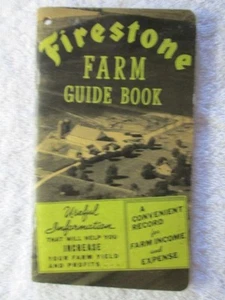 Firestone
FARM
GUIDE BOOK
Useful
Information
THAT WILL HELP YOU
INCREASE
YOUR FARM YIELD
AND PROFITS....
A
CONVENIENT
RECORD
for
FARM INCOME
and
EXPENSE